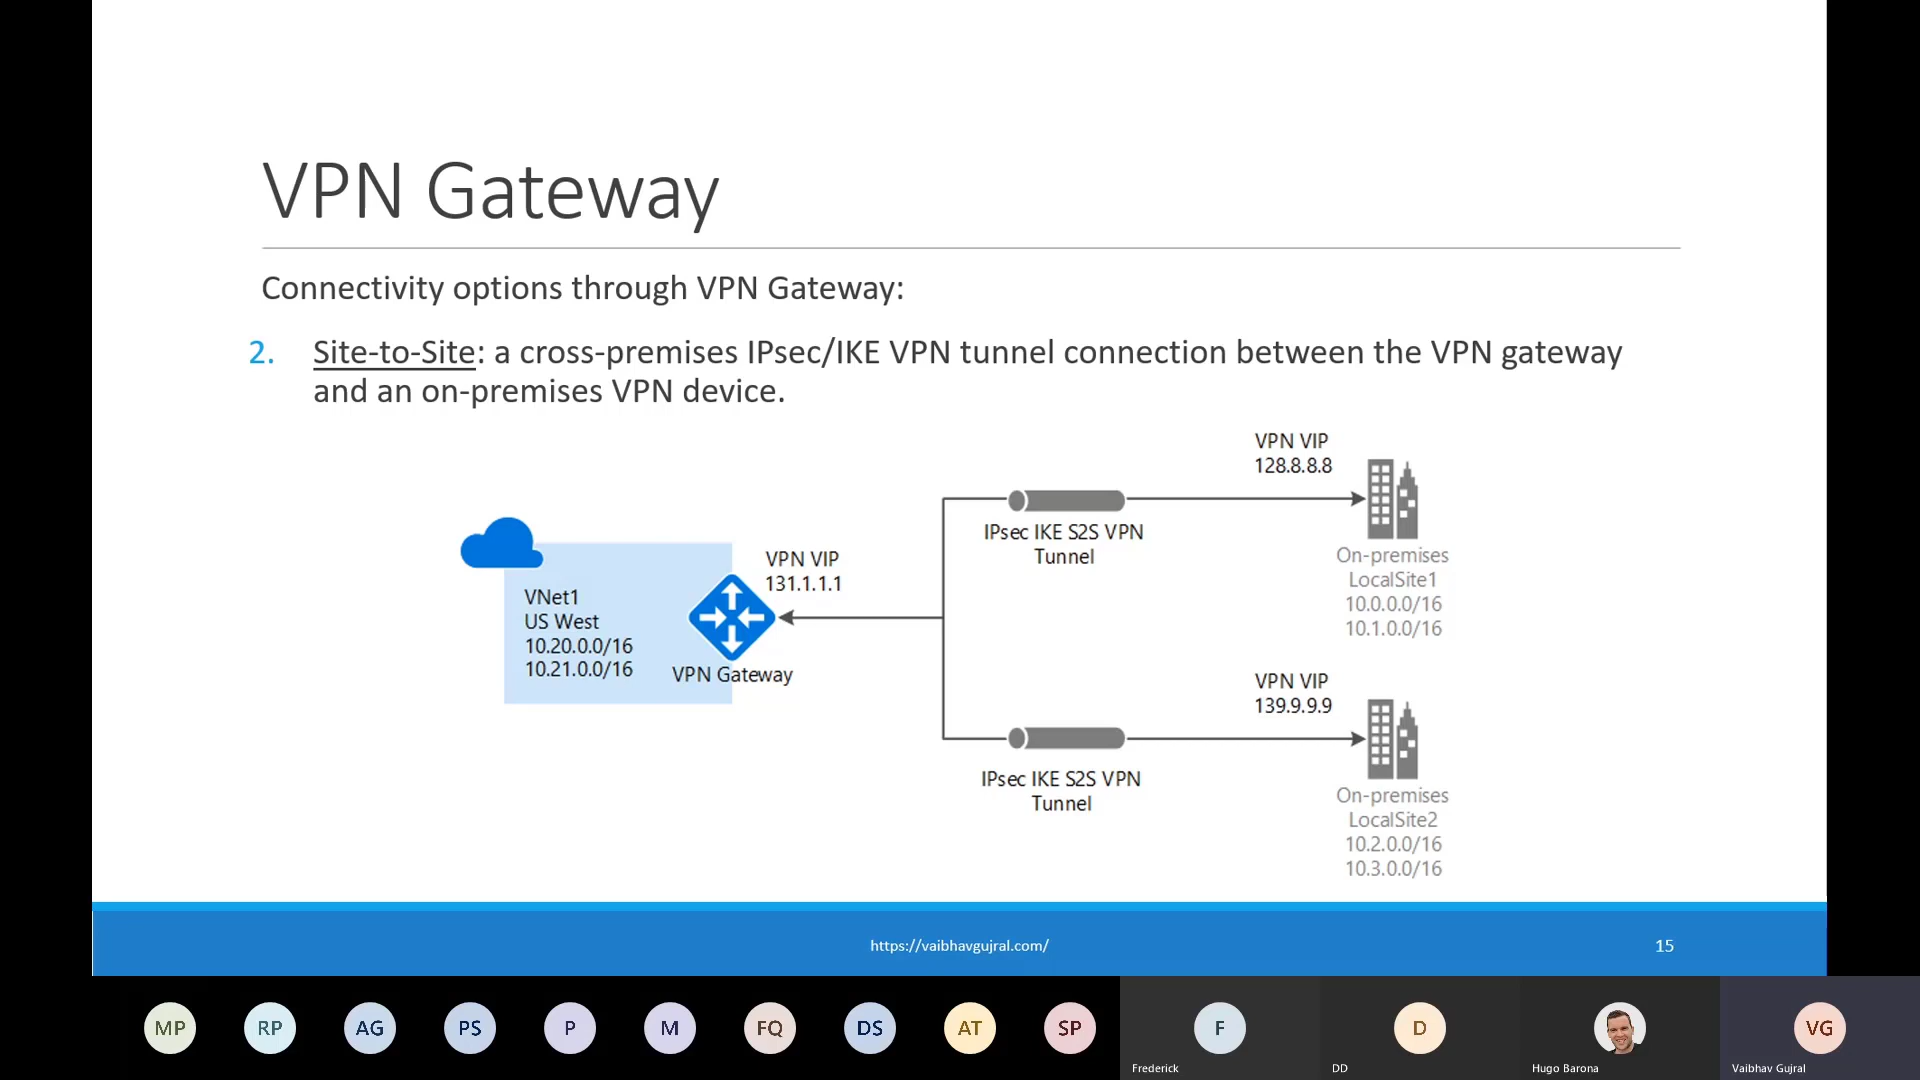 VPN Gateway
Connectivity options through VPN Gateway:
2. Site-to-Site: a cross-premises IPsec/IKE VPN tunnel connection between the VPN gateway
and an on-premises VPN device.
VPN VIP
128.8.8.8
IPsec IKE S2S VPN
Tunnel
On-premises
LocalSite1
10.0.0.0/16
10.1.0.0/16
VPN VIP
131.1.1.1
VNet1
US West
10.20.0.0/16
10.21.0.0/16
VPN Gateway
VPN VIP
139.9.9.9
IPsec IKE S2S VPN
Tunnel
On-premises
LocalSite2
10.2.0.0/16
10.3.0.0/16
https://vaibhavgujral.com/
15
MP
RP
AG
PS
P
M
FQ
DS
AT
SP
F
D
VG
Frederick
DD
Hugo Barona
Vaibhav Gujral